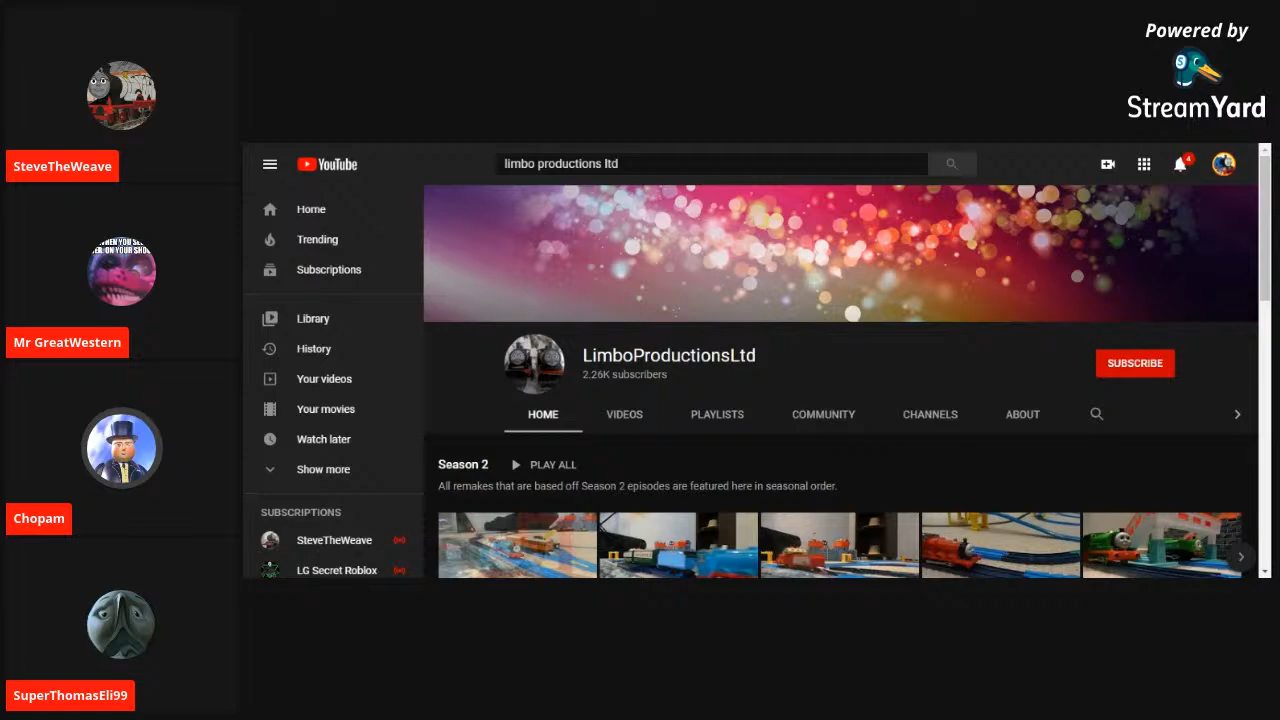 Powered by
StreamYard
SteveTheWeave
Mr GreatWestern
Chopam
SuperThomasEli99
YouTube
limbo productions ltd
4
Home
Trending
Subscriptions
Library
History
Your videos
Your movies
Watch later
Show more
SUBSCRIPTIONS
SteveTheWeave
LG Secret Roblox
LimboProductionsLtd
2.26K subscribers
SUBSCRIBE
HOME VIDEOS PLAYLISTS COMMUNITY CHANNELS ABOUT
Season 2 PLAY ALL
All remakes that are based off Season 2 episodes are featured here in seasonal order.